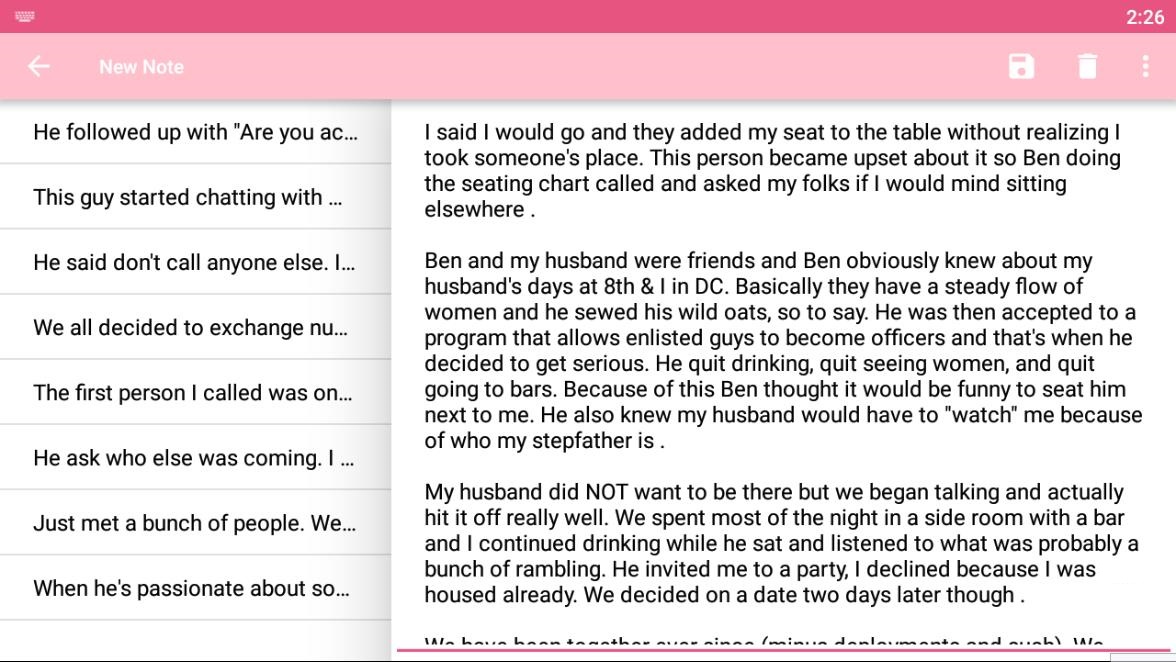 2:26
New Note
He followed up with "Are you ac...
This guy started chatting with ...
He said don't call anyone else. I...
We all decided to exchange nu...
The first person I called was on...
He ask who else was coming. I ...
Just met a bunch of people. We...
When he's passionate about so...
I said I would go and they added my seat to the table without realizing I
took someone's place. This person became upset about it so Ben doing
the seating chart called and asked my folks if I would mind sitting
elsewhere .
Ben and my husband were friends and Ben obviously knew about my
husband's days at 8th & I in DC. Basically they have a steady flow of
women and he sewed his wild oats, so to say. He was then accepted to a
program that allows enlisted guys to become officers and that's when he
decided to get serious. He quit drinking, quit seeing women, and quit
going to bars. Because of this Ben thought it would be funny to seat him
next to me. He also knew my husband would have to "watch" me because
of who my stepfather is .
My husband did NOT want to be there but we began talking and actually
hit it off really well. We spent most of the night in a side room with a bar
and I continued drinking while he sat and listened to what was probably a
bunch of rambling. He invited me to a party, I declined because I was
housed already. We decided on a date two days later though .
We have been together ever since (minus deployments and such). We